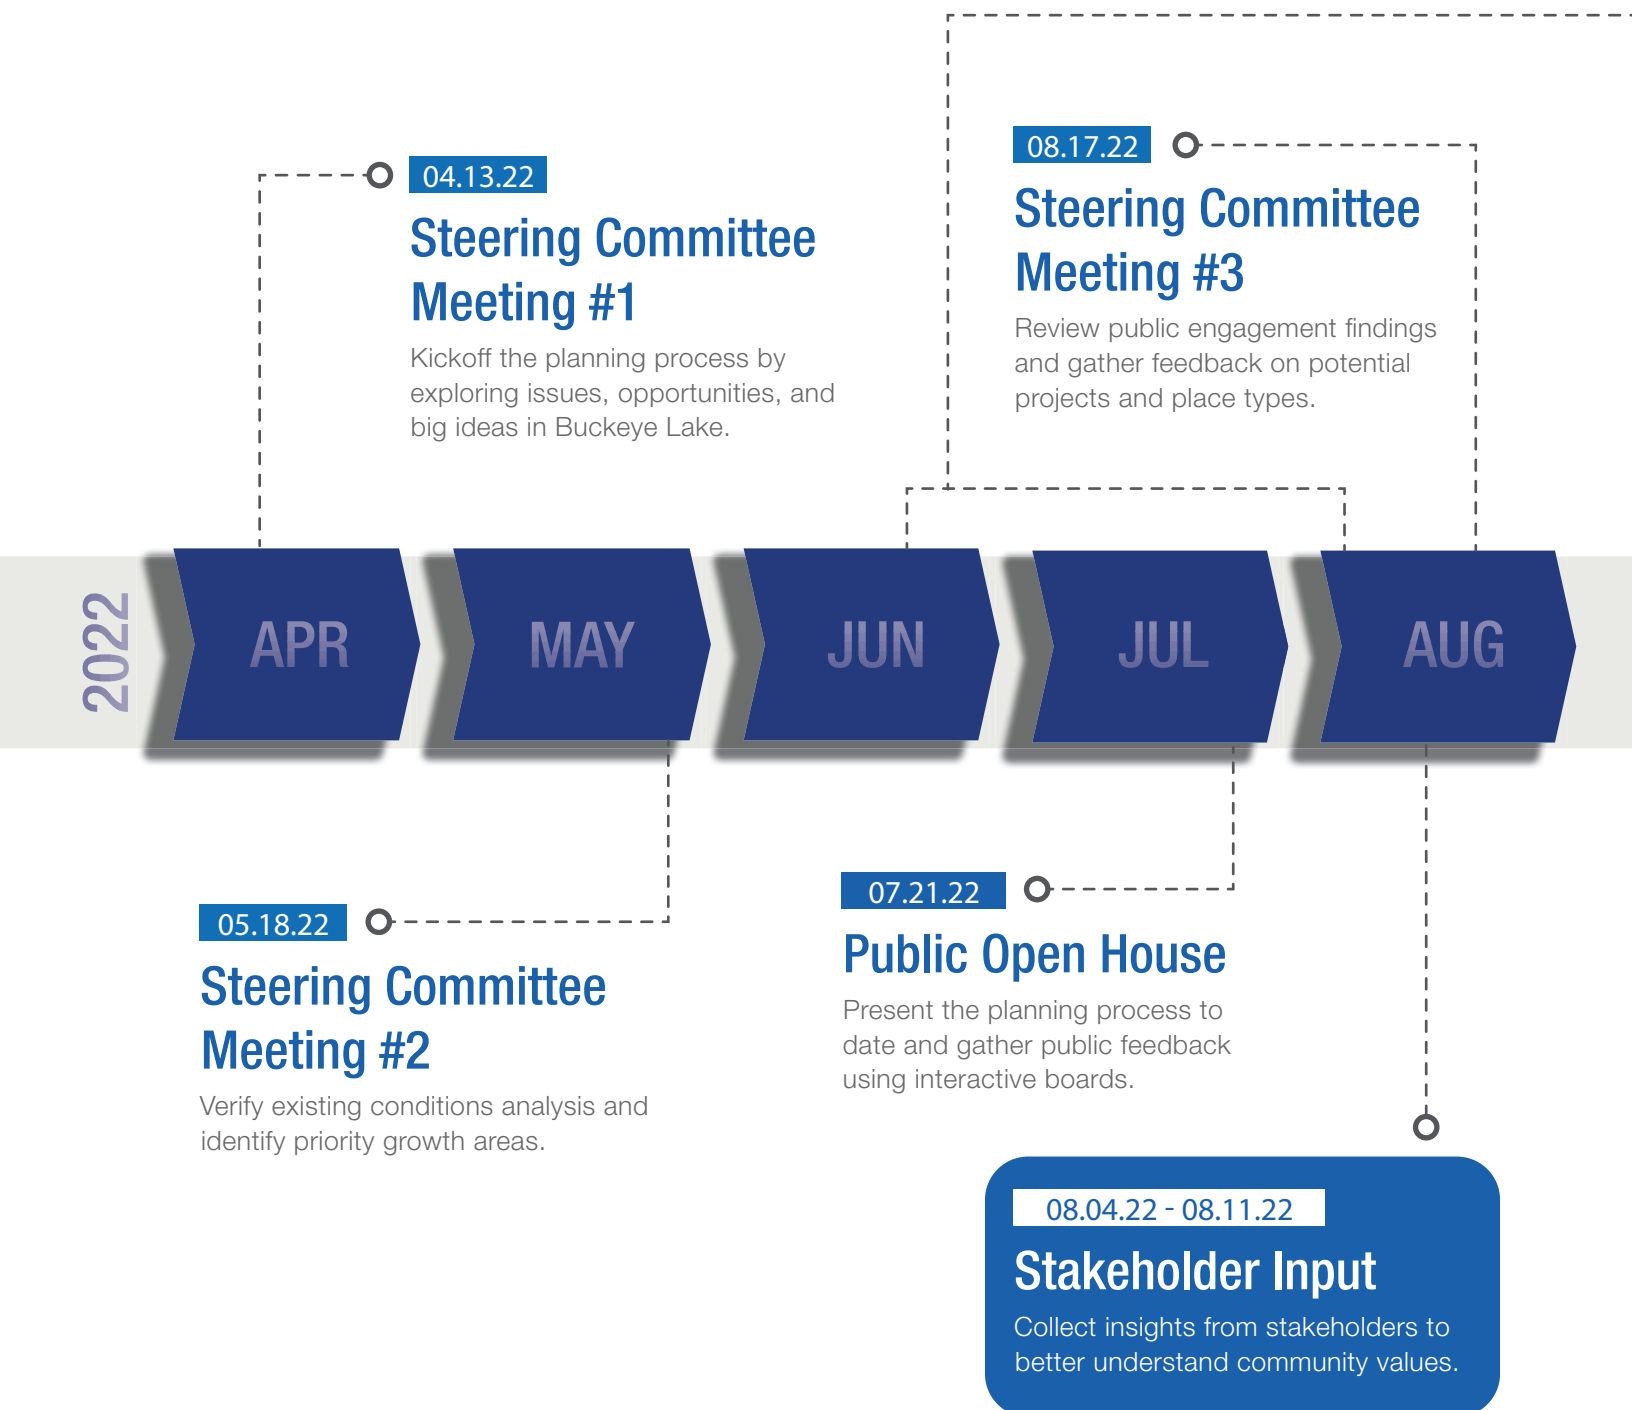 04.13.22
Steering Committee
Meeting #1
Kickoff the planning process by
exploring issues, opportunities, and
big ideas in Buckeye Lake.
08.17.22
Steering Committee
Meeting #3
Review public engagement findings
and gather feedback on potential
projects and place types.
2022
APR
MAY
JUN
JUL
AUG
05.18.22
Steering Committee
Meeting #2
Verify existing conditions analysis and
identify priority growth areas.
07.21.22
Public Open House
Present the planning process to
date and gather public feedback
using interactive boards.
08.04.22 - 08.11.22
Stakeholder Input
Collect insights from stakeholders to
better understand community values.